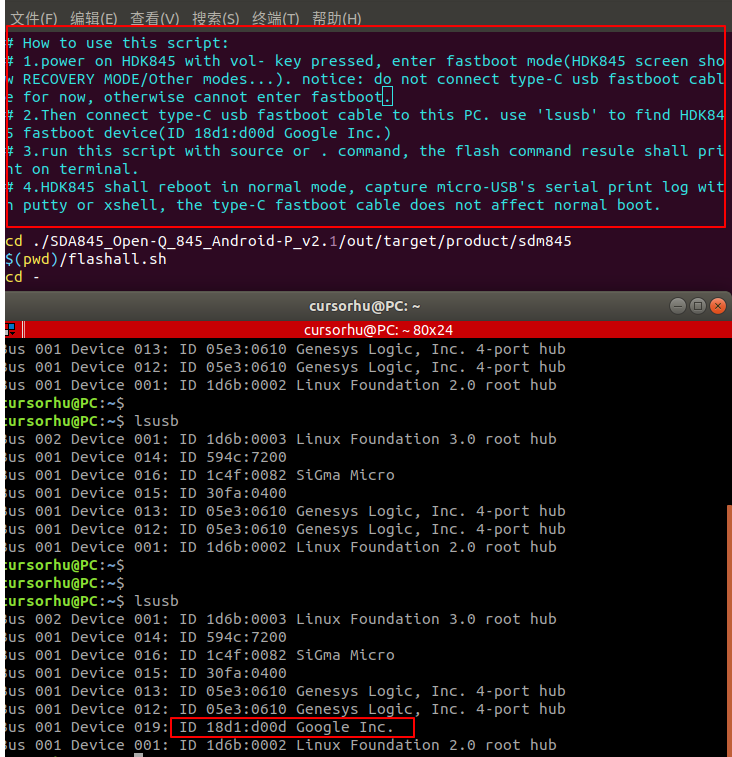 文件(F) 编辑(E) 查看(V) 搜索(S) 终端(T) 帮助(H)
# How to use this script:
# 1.power on HDK845 with vol- key pressed, enter fastboot mode(HDK845 screen sho
w RECOVERY MODE/Other modes...). notice: do not connect type-C usb fastboot cabl
e for now, otherwise cannot enter fastboot.
# 2.Then connect type-C usb fastboot cable to this PC. use 'lsusb' to find HDK84
5 fastboot device(ID 18d1:d00d Google Inc.)
# 3.run this script with source or . command, the flash command resule shall pri
nt on terminal.
# 4.HDK845 shall reboot in normal mode, capture micro-USB's serial print log wit
h putty or xshell, the type-C fastboot cable does not affect normal boot.
cd ./SDA845_Open-Q_845_Android-P_v2.1/out/target/product/sdm845
$(pwd)/flashall.sh
cd -
cursorhu@PC: ~
cursorhu@PC: ~ 80x24
Bus 001 Device 013: ID 05e3:0610 Genesys Logic, Inc. 4-port hub
Bus 001 Device 012: ID 05e3:0610 Genesys Logic, Inc. 4-port hub
Bus 001 Device 001: ID 1d6b:0002 Linux Foundation 2.0 root hub
cursorhu@PC:~$
cursorhu@PC:~$ lsusb
Bus 002 Device 001: ID 1d6b:0003 Linux Foundation 3.0 root hub
Bus 001 Device 014: ID 594c:7200
Bus 001 Device 016: ID 1c4f:0082 SiGma Micro
Bus 001 Device 015: ID 30fa:0400
Bus 001 Device 013: ID 05e3:0610 Genesys Logic, Inc. 4-port hub
Bus 001 Device 012: ID 05e3:0610 Genesys Logic, Inc. 4-port hub
Bus 001 Device 001: ID 1d6b:0002 Linux Foundation 2.0 root hub
cursorhu@PC:~$
cursorhu@PC:~$
cursorhu@PC:~$ lsusb
Bus 002 Device 001: ID 1d6b:0003 Linux Foundation 3.0 root hub
Bus 001 Device 014: ID 594c:7200
Bus 001 Device 016: ID 1c4f:0082 SiGma Micro
Bus 001 Device 015: ID 30fa:0400
Bus 001 Device 013: ID 05e3:0610 Genesys Logic, Inc. 4-port hub
Bus 001 Device 012: ID 05e3:0610 Genesys Logic, Inc. 4-port hub
Bus 001 Device 019: ID 18d1:d00d Google Inc.
Bus 001 Device 001: ID 1d6b:0002 Linux Foundation 2.0 root hub